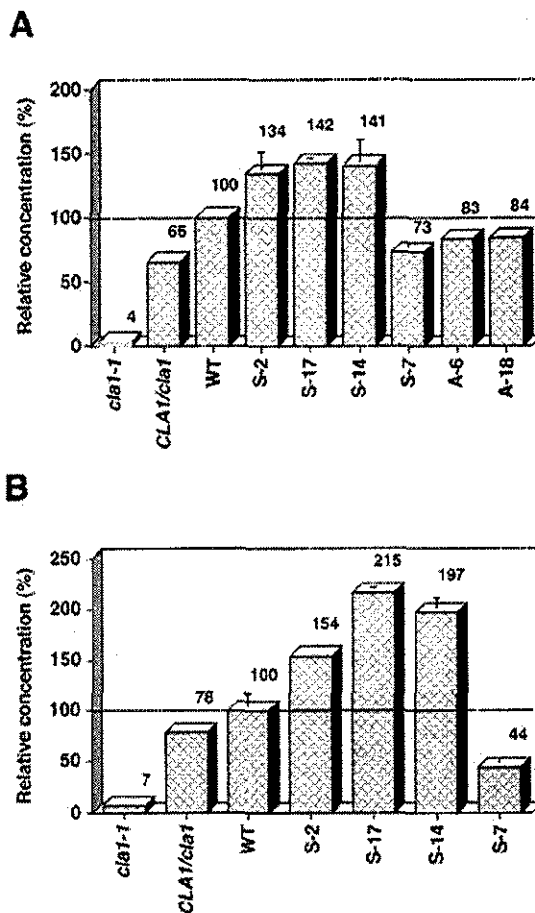 A
Relative concentration (%)
200
150
100
50
0
4
65
100
134
142
141
73
83
84
cla1-1
CLA1/cla1
WT
S-2
S-17
S-14
S-7
A-6
A-18
B
Relative concentration (%)
250
200
150
100
50
0
7
78
100
154
215
197
44
cla1-1
CLA1/cla1
WT
S-2
S-17
S-14
S-7